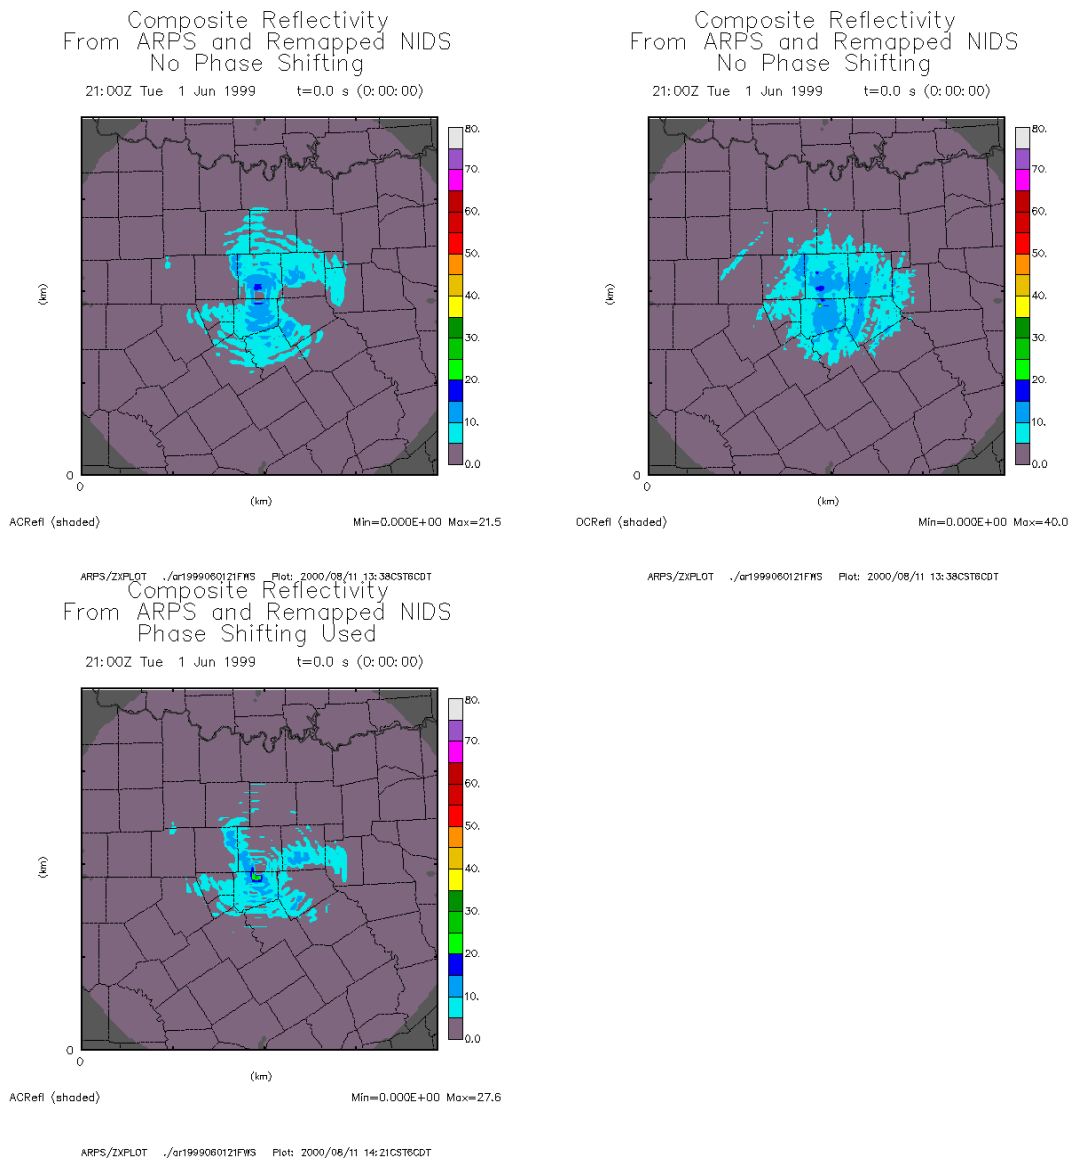 Composite Reflectivity
From ARPS and Remapped NIDS
No Phase Shifting
21:00Z Tue 1 Jun 1999 t=0.0 s (0:00:00)
80.
70.
60.
50.
40.
30.
20.
10.
0.0
(km)
0
0
(km)
ACRefl (shaded) Min=0.000E+00 Max=21.5
ARPS/ZXPLOT ./ar1999060121FWS Plot: 2000/08/11 13:38CST6CDT
Composite Reflectivity
From ARPS and Remapped NIDS
No Phase Shifting
21:00Z Tue 1 Jun 1999 t=0.0 s (0:00:00)
80.
70.
60.
50.
40.
30.
20.
10.
0.0
(km)
0
0
(km)
OCRefl (shaded) Min=0.000E+00 Max=40.0
ARPS/ZXPLOT ./ar1999060121FWS Plot: 2000/08/11 13:38CST6CDT
Composite Reflectivity
From ARPS and Remapped NIDS
Phase Shifting Used
21:00Z Tue 1 Jun 1999 t=0.0 s (0:00:00)
80.
70.
60.
50.
40.
30.
20.
10.
0.0
(km)
0
0
(km)
ACRefl (shaded) Min=0.000E+00 Max=27.6
ARPS/ZXPLOT ./ar1999060121FWS Plot: 2000/08/11 14:21CST6CDT